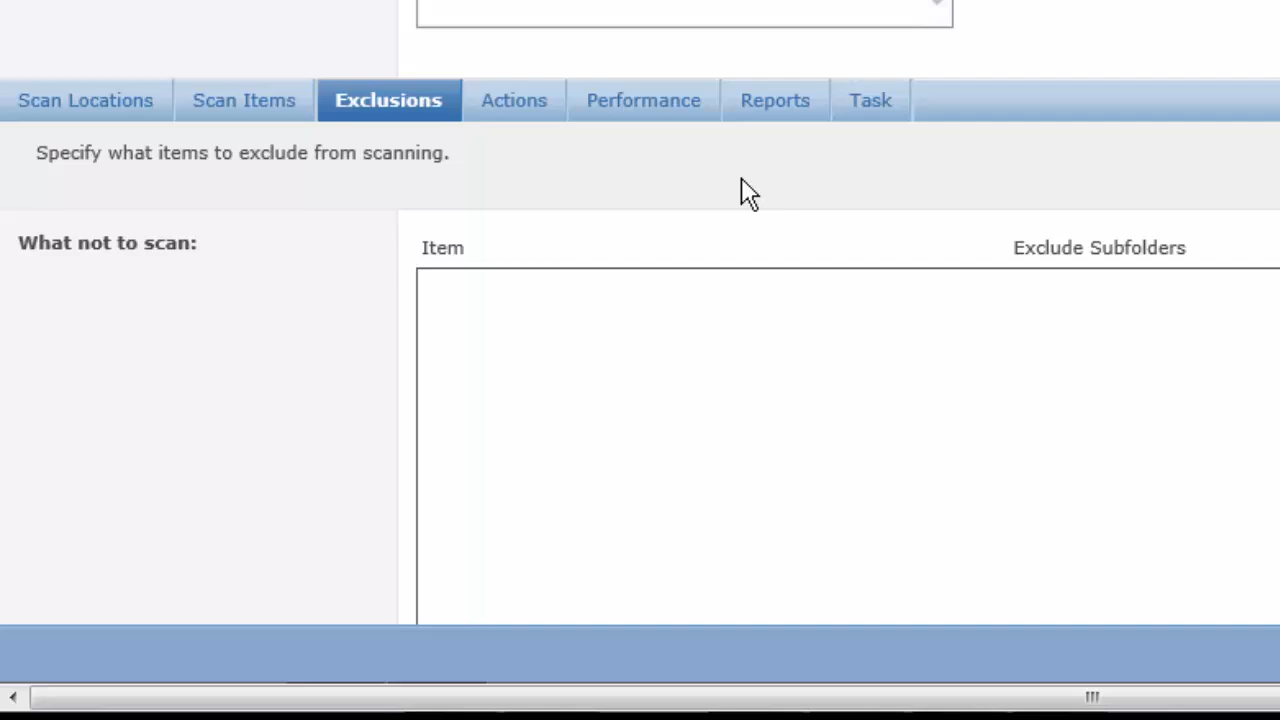 Scan Locations Scan Items Exclusions Actions Performance Reports Task
Specify what items to exclude from scanning.
What not to scan:
Item Exclude Subfolders